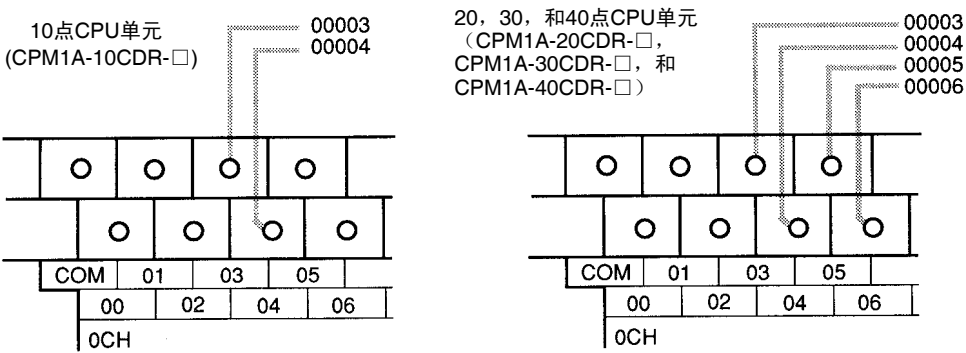 10点CPU单元
(CPM1A-10CDR-□)
00003
00004
COM 01 03 05
00 02 04 06
0CH
20，30，和40点CPU单元
（CPM1A-20CDR-□，
CPM1A-30CDR-□，和
CPM1A-40CDR-□）
00003
00004
00005
00006
COM 01 03 05
00 02 04 06
0CH